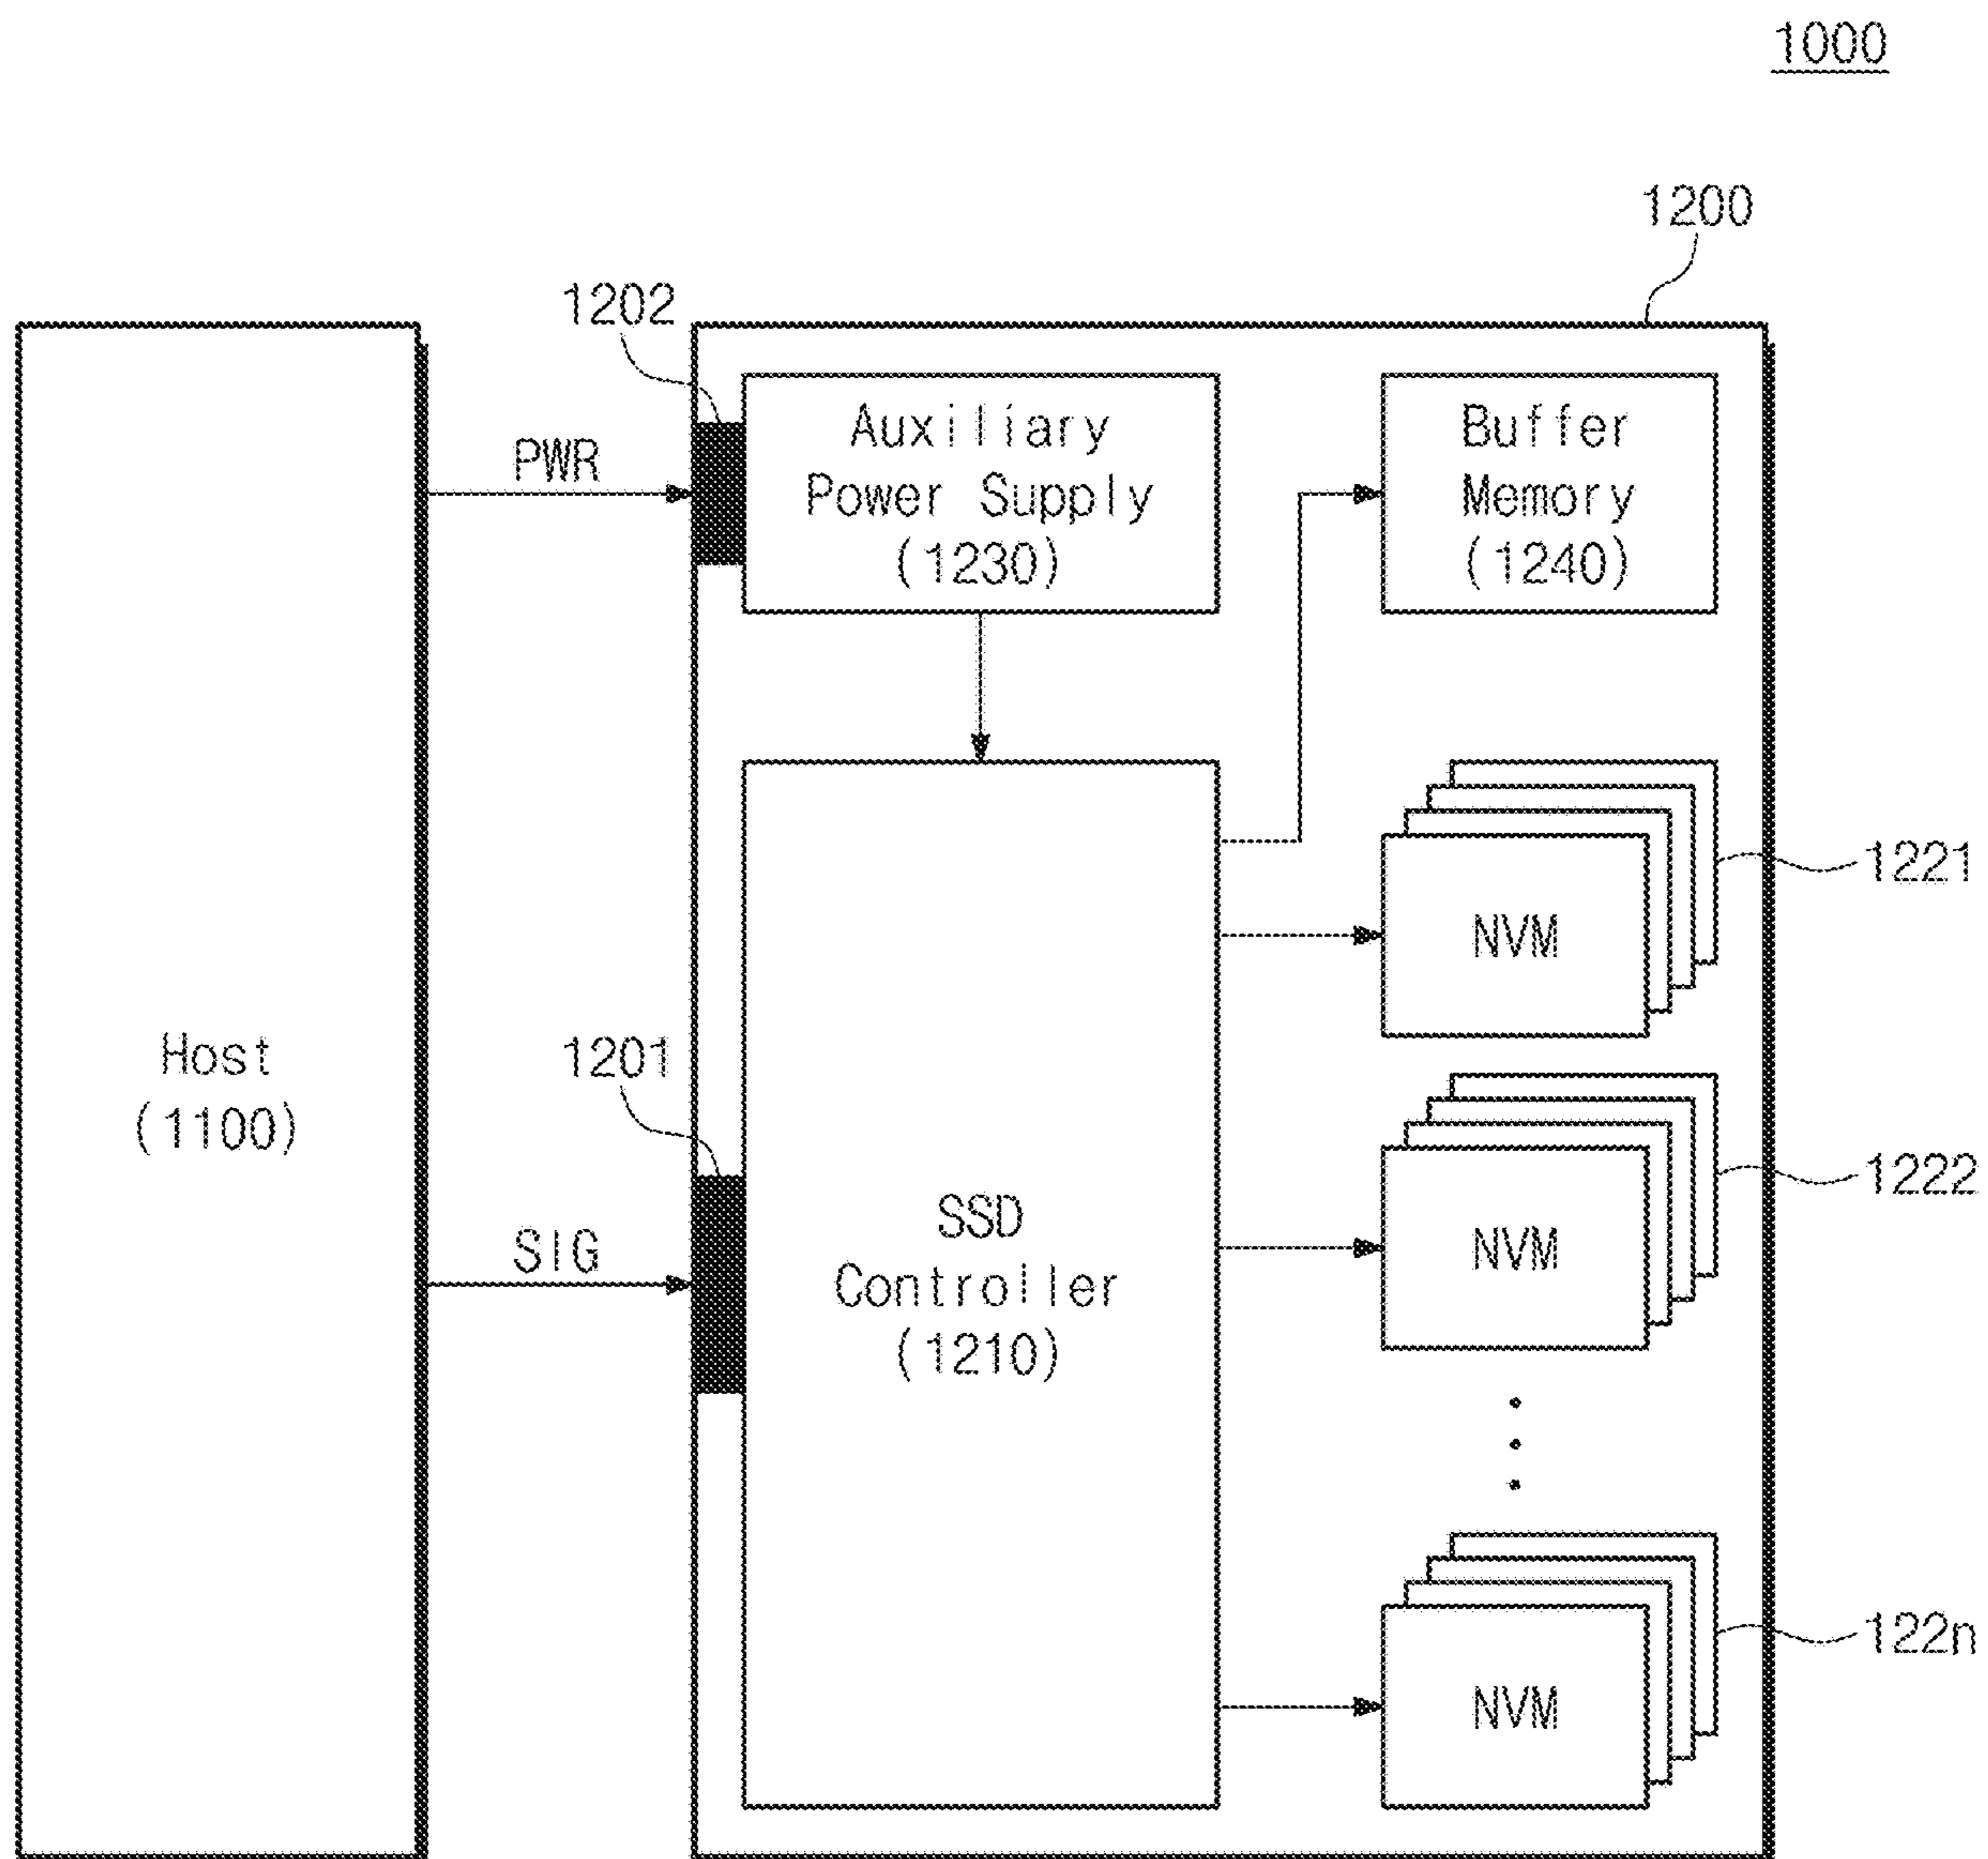 1000
1200
1202
Auxiliary
Power Supply
(1230)
Buffer
Memory
(1240)
PWR
1221
NVM
Host
(1100)
1201
1222
NVM
SSD
Controller
(1210)
SIG
122n
NVM